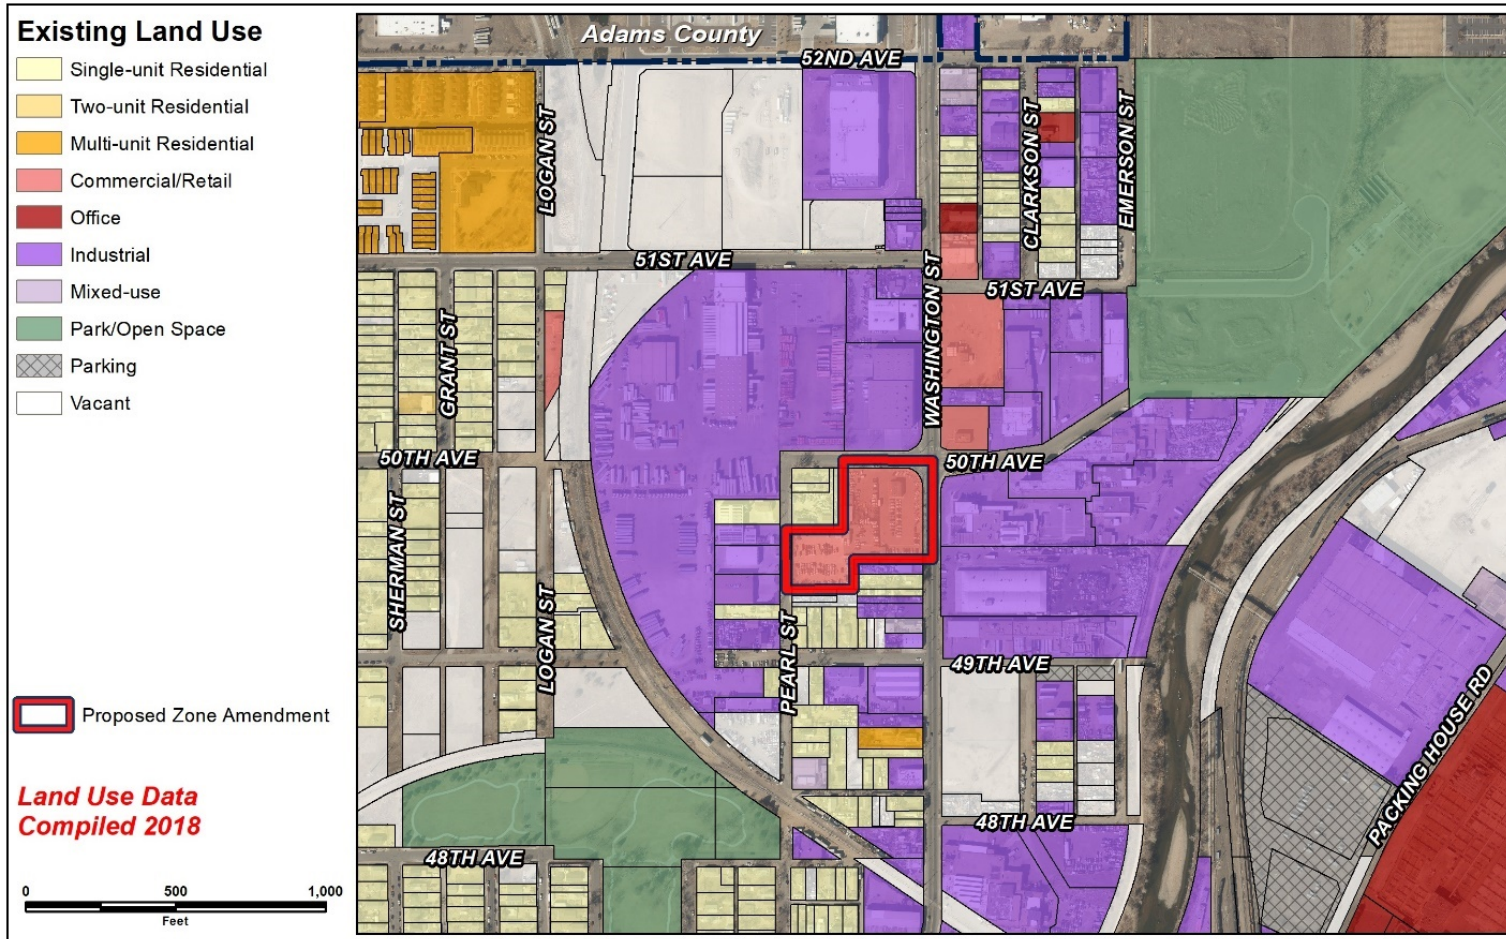 Existing Land Use
Single-unit Residential
Two-unit Residential
Multi-unit Residential
Commercial/Retail
Office
Industrial
Mixed-use
Park/Open Space
Parking
Vacant
Proposed Zone Amendment
Land Use Data
Compiled 2018
0 500 1,000
Feet
Adams County
52ND AVE
LOGAN ST
CLARKSON ST
EMERSON ST
51ST AVE
WASHINGTON ST
51ST AVE
GRANT ST
50TH AVE
50TH AVE
SHERMAN ST
LOGAN ST
PEARL ST
49TH AVE
PACKING HOUSE RD
48TH AVE
48TH AVE